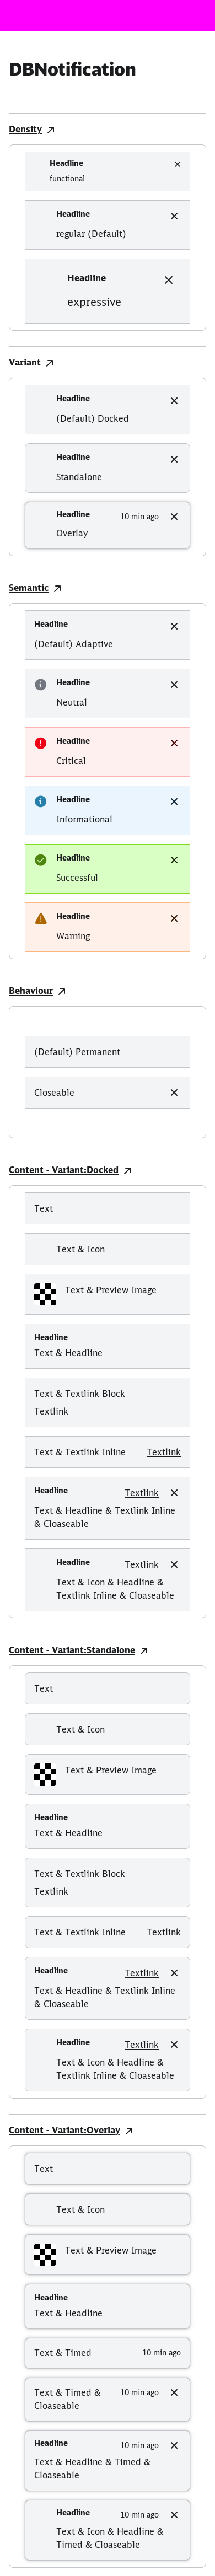 DBNotification
Density
Headline
functional
Headline
regular (Default)
Headline
expressive
Variant
Headline
(Default) Docked
Headline
Standalone
Headline 10 min ago
Overlay
Semantic
Headline
(Default) Adaptive
Headline
Neutral
Headline
Critical
Headline
Informational
Headline
Successful
Headline
Warning
Behaviour
(Default) Permanent
Closeable
Content - Variant:Docked
Text
Text & Icon
Text & Preview Image
Headline
Text & Headline
Text & Textlink Block
Textlink
Text & Textlink Inline Textlink
Headline Textlink
Text & Headline & Textlink Inline
& Cloaseable
Headline Textlink
Text & Icon & Headline &
Textlink Inline & Cloaseable
Content - Variant:Standalone
Text
Text & Icon
Text & Preview Image
Headline
Text & Headline
Text & Textlink Block
Textlink
Text & Textlink Inline Textlink
Headline Textlink
Text & Headline & Textlink Inline
& Cloaseable
Headline Textlink
Text & Icon & Headline &
Textlink Inline & Cloaseable
Content - Variant:Overlay
Text
Text & Icon
Text & Preview Image
Headline
Text & Headline
Text & Timed 10 min ago
Text & Timed & 10 min ago
Cloaseable
Headline 10 min ago
Text & Headline & Timed &
Cloaseable
Headline 10 min ago
Text & Icon & Headline &
Timed & Cloaseable